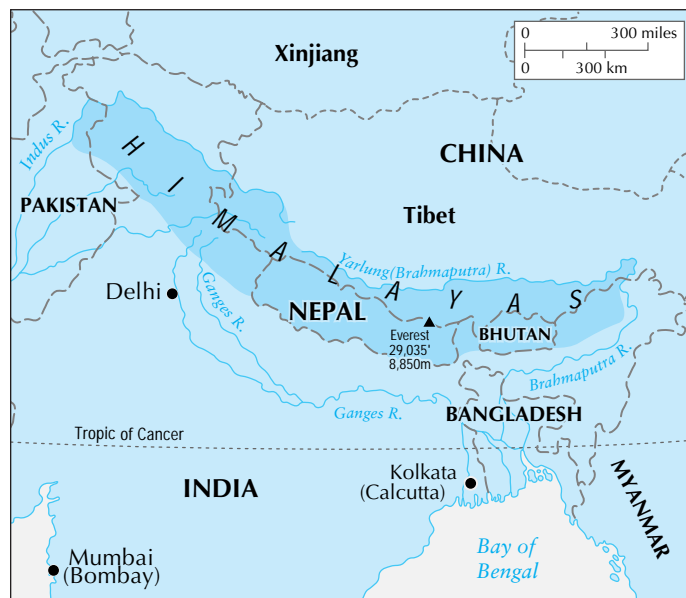 0 300 miles
0 300 km
Xinjiang
CHINA
Indus R.
HIMALAYAS
PAKISTAN
Tibet
Yarlung(Brahmaputra) R.
Delhi
Ganges R.
NEPAL
Everest
29,035'
8,850m
BHUTAN
Brahmaputra R.
Ganges R.
BANGLADESH
Tropic of Cancer
INDIA
Kolkata
(Calcutta)
MYANMAR
Bay of
Bengal
Mumbai
(Bombay)